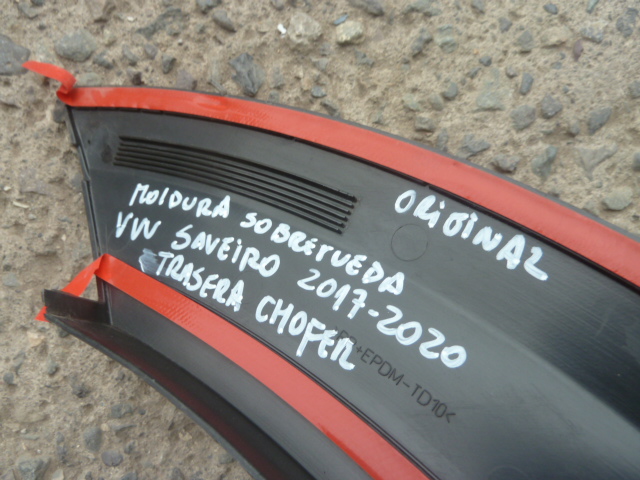 ORIGINAL
MOLDURA SOBRERUEDA
VW SAVEIRO 2017-2020
TRASERA CHOFER
+EPDM-TD10<